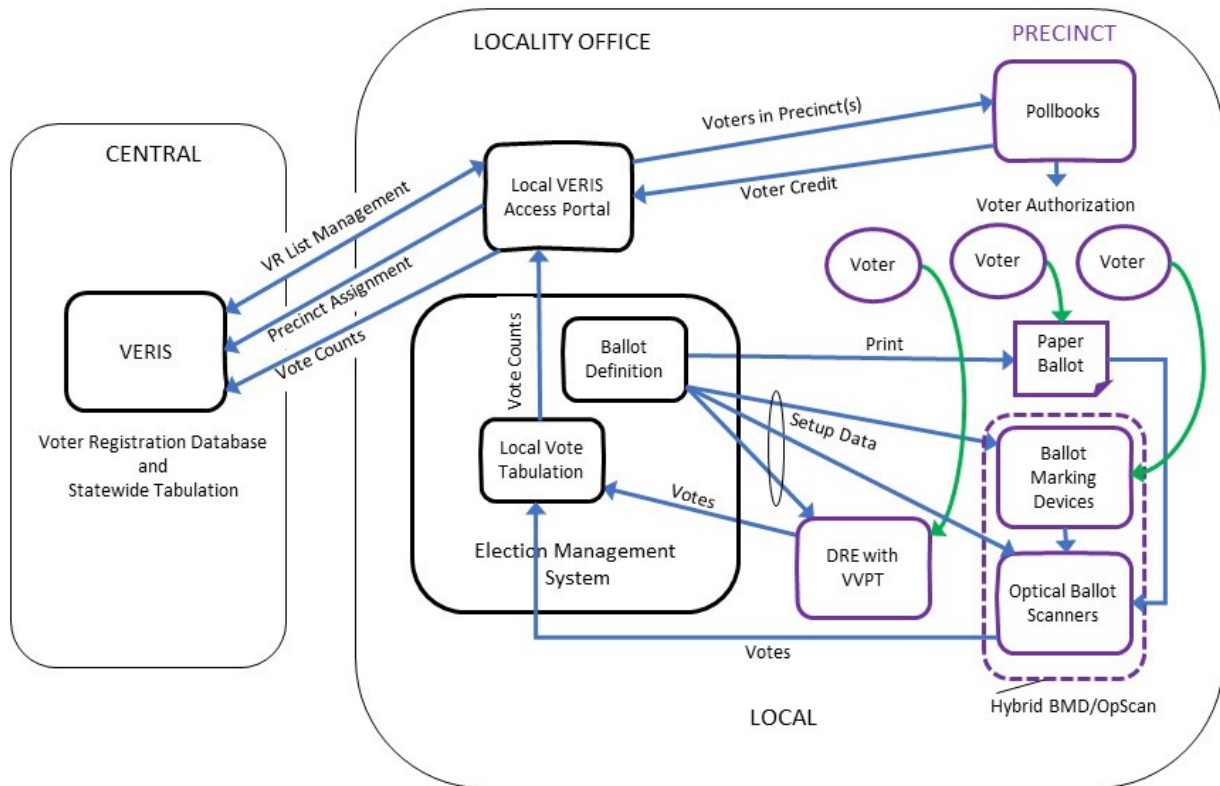 LOCALITY OFFICE
PRECINCT
CENTRAL
Pollbooks
Voters in Precinct(s)
Voter Credit
Voter Authorization
Local VERIS
Access Portal
VR List Management
Precinct Assignment
Vote Counts
VERIS
Voter Registration Database
and
Statewide Tabulation
Voter
Voter
Voter
Vote Counts
Ballot
Definition
Print
Paper
Ballot
Setup Data
Local Vote
Tabulation
Votes
Ballot
Marking
Devices
Election Management
System
DRE with
VVPT
Optical Ballot
Scanners
Votes
Hybrid BMD/OpScan
LOCAL